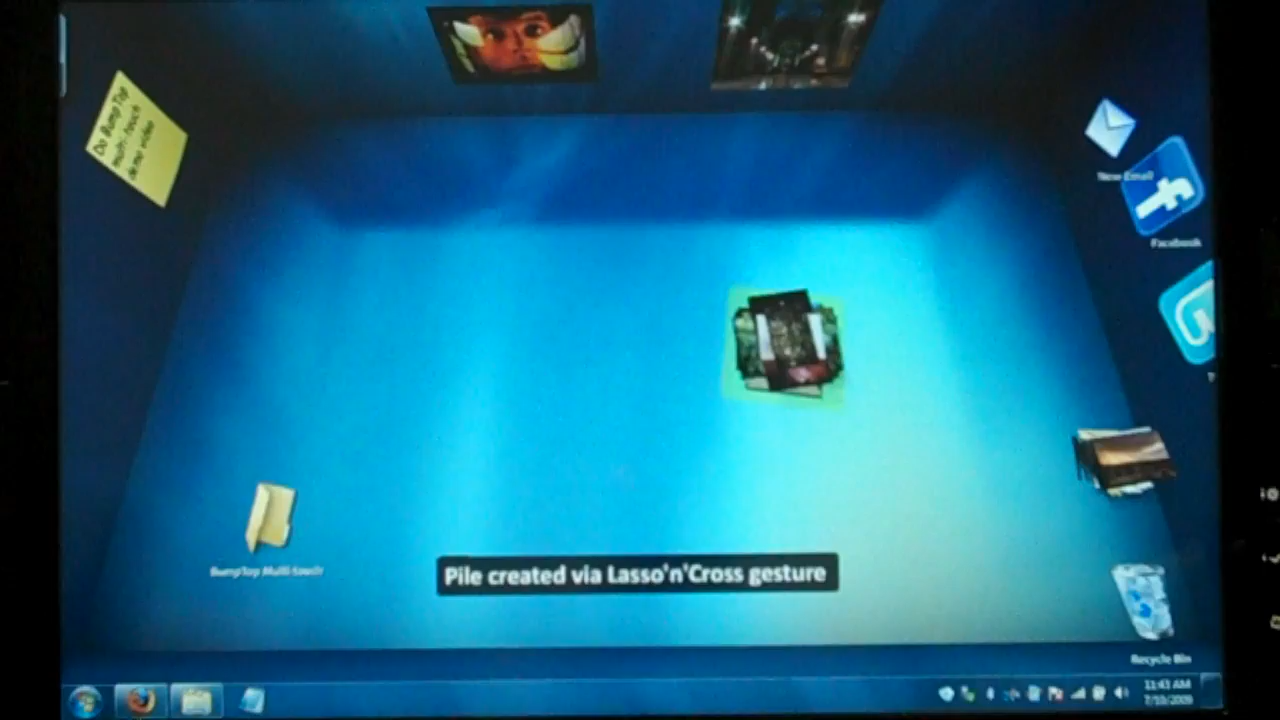 Do BumpTop
multi-touch
demo video
New Email
Facebook
BumpTop Multi-touch
Pile created via Lasso'n'Cross gesture
Recycle Bin
11:43 AM
7/10/2009